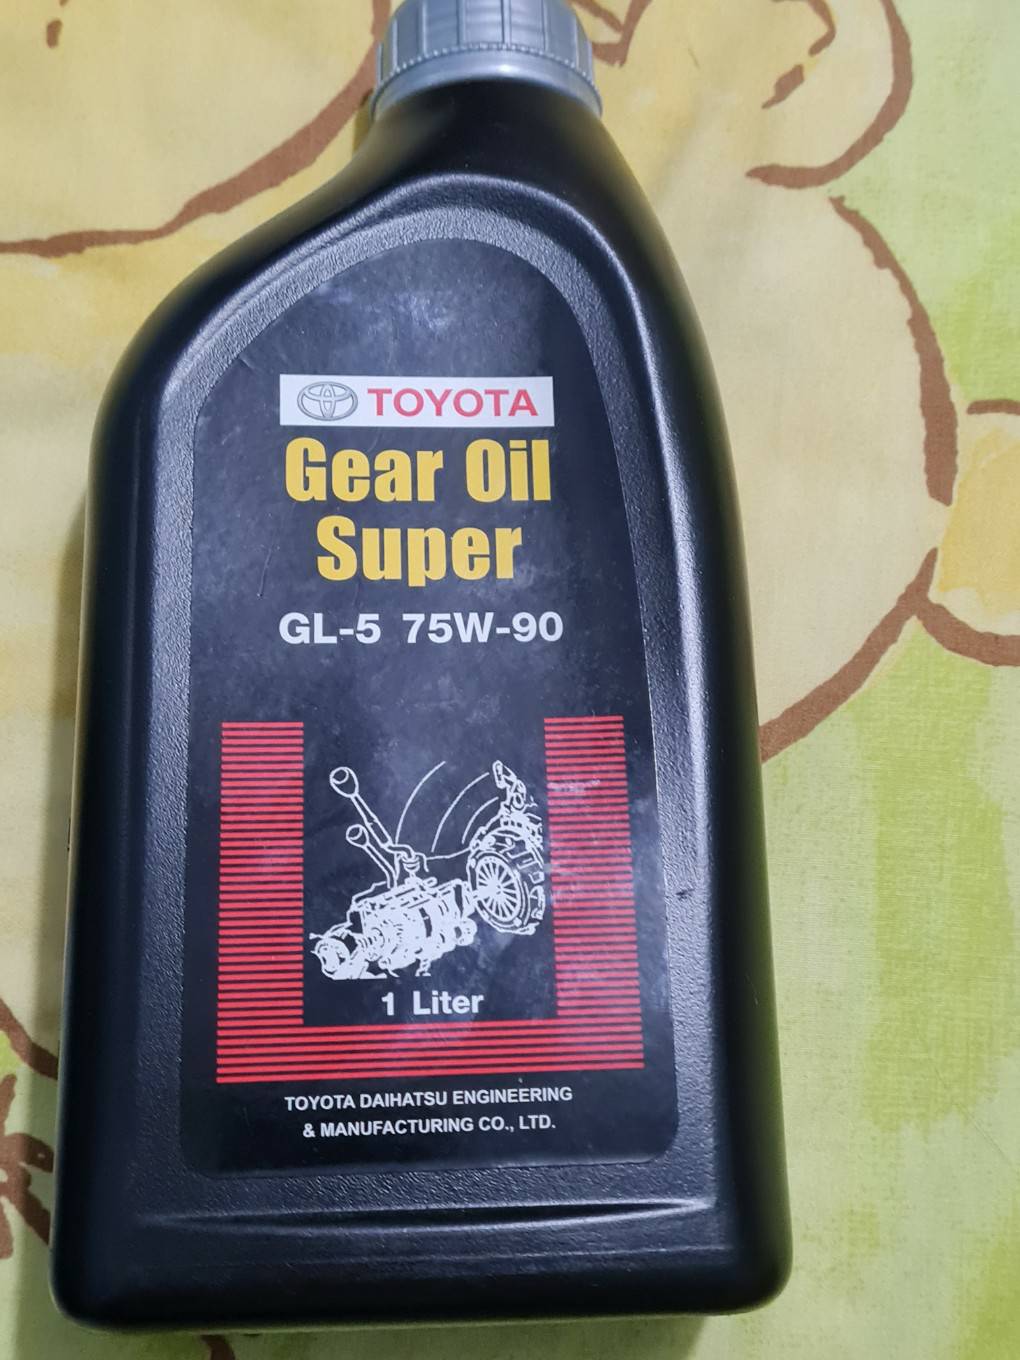 TOYOTA
Gear Oil
Super
GL-5 75W-90
1 Liter
TOYOTA DAIHATSU ENGINEERING
& MANUFACTURING CO., LTD.